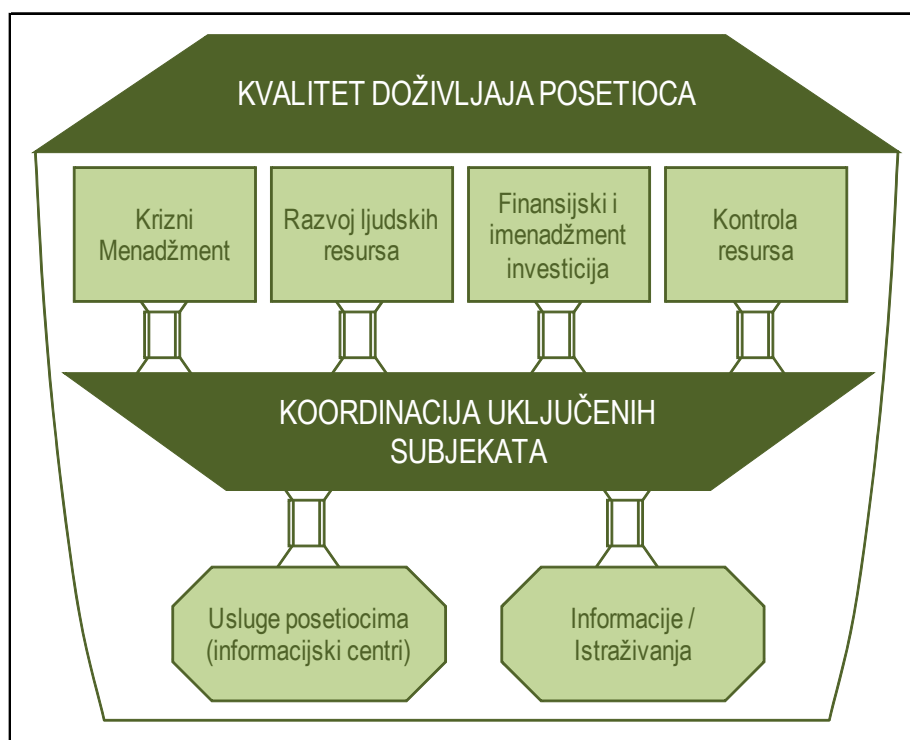 KVALITET DOŽIVLJAJA POSETIOCA
Krizni
Menadžment
Razvoj ljudskih
resursa
Finansijski i
imenadžment
investicija
Kontrola
resursa
KOORDINACIJA UKLJUČENIH
SUBJEKATA
Usluge posetiocima
(informacijski centri)
Informacije /
Istraživanja